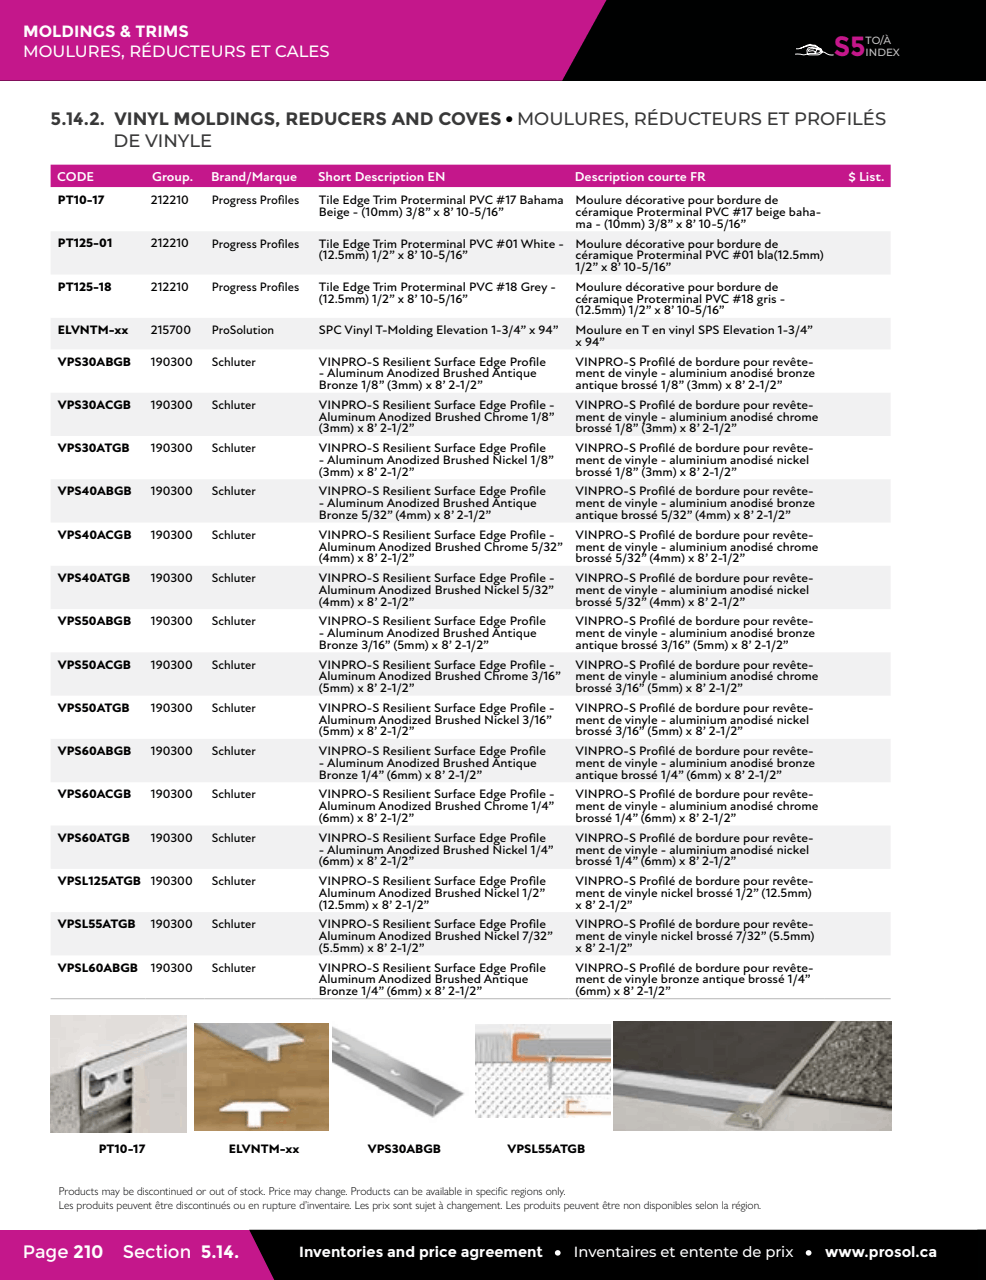 MOLDINGS & TRIMS
MOULURES, RÉDUCTEURS ET CALES
S5 TO/À
INDEX
5.14.2. VINYL MOLDINGS, REDUCERS AND COVES • MOULURES, RÉDUCTEURS ET PROFILÉS
DE VINYLE
CODE Group. Brand/Marque Short Description EN Description courte FR $ List.
PT10-17 212210 Progress Profiles Tile Edge Trim Proterminal PVC #17 Bahama Moulure décorative pour bordure de
Beige - (10mm) 3/8” x 8’ 10-5/16” céramique Proterminal PVC #17 beige baha-
ma - (10mm) 3/8” x 8’ 10-5/16”
PT125-01 212210 Progress Profiles Tile Edge Trim Proterminal PVC #01 White - Moulure décorative pour bordure de
(12.5mm) 1/2” x 8’ 10-5/16” céramique Proterminal PVC #01 bla(12.5mm)
1/2” x 8’ 10-5/16”
PT125-18 212210 Progress Profiles Tile Edge Trim Proterminal PVC #18 Grey - Moulure décorative pour bordure de
(12.5mm) 1/2” x 8’ 10-5/16” céramique Proterminal PVC #18 gris -
(12.5mm) 1/2” x 8’ 10-5/16”
ELVNTM-xx 215700 ProSolution SPC Vinyl T-Molding Elevation 1-3/4” x 94” Moulure en T en vinyl SPS Elevation 1-3/4”
x 94”
VPS30ABGB 190300 Schluter VINPRO-S Resilient Surface Edge Profile VINPRO-S Profilé de bordure pour revête-
- Aluminum Anodized Brushed Antique ment de vinyle - aluminium anodisé bronze
Bronze 1/8” (3mm) x 8’ 2-1/2” antique brossé 1/8” (3mm) x 8’ 2-1/2”
VPS30ACGB 190300 Schluter VINPRO-S Resilient Surface Edge Profile - VINPRO-S Profilé de bordure pour revête-
Aluminum Anodized Brushed Chrome 1/8” ment de vinyle - aluminium anodisé chrome
(3mm) x 8’ 2-1/2” brossé 1/8” (3mm) x 8’ 2-1/2”
VPS30ATGB 190300 Schluter VINPRO-S Resilient Surface Edge Profile VINPRO-S Profilé de bordure pour revête-
- Aluminum Anodized Brushed Nickel 1/8” ment de vinyle - aluminium anodisé nickel
(3mm) x 8’ 2-1/2” brossé 1/8” (3mm) x 8’ 2-1/2”
VPS40ABGB 190300 Schluter VINPRO-S Resilient Surface Edge Profile VINPRO-S Profilé de bordure pour revête-
- Aluminum Anodized Brushed Antique ment de vinyle - aluminium anodisé bronze
Bronze 5/32” (4mm) x 8’ 2-1/2” antique brossé 5/32” (4mm) x 8’ 2-1/2”
VPS40ACGB 190300 Schluter VINPRO-S Resilient Surface Edge Profile - VINPRO-S Profilé de bordure pour revête-
Aluminum Anodized Brushed Chrome 5/32” ment de vinyle - aluminium anodisé chrome
(4mm) x 8’ 2-1/2” brossé 5/32” (4mm) x 8’ 2-1/2”
VPS40ATGB 190300 Schluter VINPRO-S Resilient Surface Edge Profile - VINPRO-S Profilé de bordure pour revête-
Aluminum Anodized Brushed Nickel 5/32” ment de vinyle - aluminium anodisé nickel
(4mm) x 8’ 2-1/2” brossé 5/32” (4mm) x 8’ 2-1/2”
VPS50ABGB 190300 Schluter VINPRO-S Resilient Surface Edge Profile VINPRO-S Profilé de bordure pour revête-
- Aluminum Anodized Brushed Antique ment de vinyle - aluminium anodisé bronze
Bronze 3/16” (5mm) x 8’ 2-1/2” antique brossé 3/16” (5mm) x 8’ 2-1/2”
VPS50ACGB 190300 Schluter VINPRO-S Resilient Surface Edge Profile - VINPRO-S Profilé de bordure pour revête-
Aluminum Anodized Brushed Chrome 3/16” ment de vinyle - aluminium anodisé chrome
(5mm) x 8’ 2-1/2” brossé 3/16” (5mm) x 8’ 2-1/2”
VPS50ATGB 190300 Schluter VINPRO-S Resilient Surface Edge Profile - VINPRO-S Profilé de bordure pour revête-
Aluminum Anodized Brushed Nickel 3/16” ment de vinyle - aluminium anodisé nickel
(5mm) x 8’ 2-1/2” brossé 3/16” (5mm) x 8’ 2-1/2”
VPS60ABGB 190300 Schluter VINPRO-S Resilient Surface Edge Profile VINPRO-S Profilé de bordure pour revête-
- Aluminum Anodized Brushed Antique ment de vinyle - aluminium anodisé bronze
Bronze 1/4” (6mm) x 8’ 2-1/2” antique brossé 1/4” (6mm) x 8’ 2-1/2”
VPS60ACGB 190300 Schluter VINPRO-S Resilient Surface Edge Profile - VINPRO-S Profilé de bordure pour revête-
Aluminum Anodized Brushed Chrome 1/4” ment de vinyle - aluminium anodisé chrome
(6mm) x 8’ 2-1/2” brossé 1/4” (6mm) x 8’ 2-1/2”
VPS60ATGB 190300 Schluter VINPRO-S Resilient Surface Edge Profile VINPRO-S Profilé de bordure pour revête-
- Aluminum Anodized Brushed Nickel 1/4” ment de vinyle - aluminium anodisé nickel
(6mm) x 8’ 2-1/2” brossé 1/4” (6mm) x 8’ 2-1/2”
VPSL125ATGB 190300 Schluter VINPRO-S Resilient Surface Edge Profile VINPRO-S Profilé de bordure pour revête-
Aluminum Anodized Brushed Nickel 1/2” ment de vinyle nickel brossé 1/2” (12.5mm)
(12.5mm) x 8’ 2-1/2” x 8’ 2-1/2”
VPSL55ATGB 190300 Schluter VINPRO-S Resilient Surface Edge Profile VINPRO-S Profilé de bordure pour revête-
Aluminum Anodized Brushed Nickel 7/32” ment de vinyle nickel brossé 7/32” (5.5mm)
(5.5mm) x 8’ 2-1/2” x 8’ 2-1/2”
VPSL60ABGB 190300 Schluter VINPRO-S Resilient Surface Edge Profile VINPRO-S Profilé de bordure pour revête-
Aluminum Anodized Brushed Antique ment de vinyle bronze antique brossé 1/4”
Bronze 1/4” (6mm) x 8’ 2-1/2” (6mm) x 8’ 2-1/2”
PT10-17 ELVNTM-xx VPS30ABGB VPSL55ATGB
Products may be discontinued or out of stock. Price may change. Products can be available in specific regions only.
Les produits peuvent être discontinués ou en rupture d’inventaire. Les prix sont sujet à changement. Les produits peuvent être non disponibles selon la région.
Page 210 Section 5.14. Inventories and price agreement • Inventaires et entente de prix • www.prosol.ca